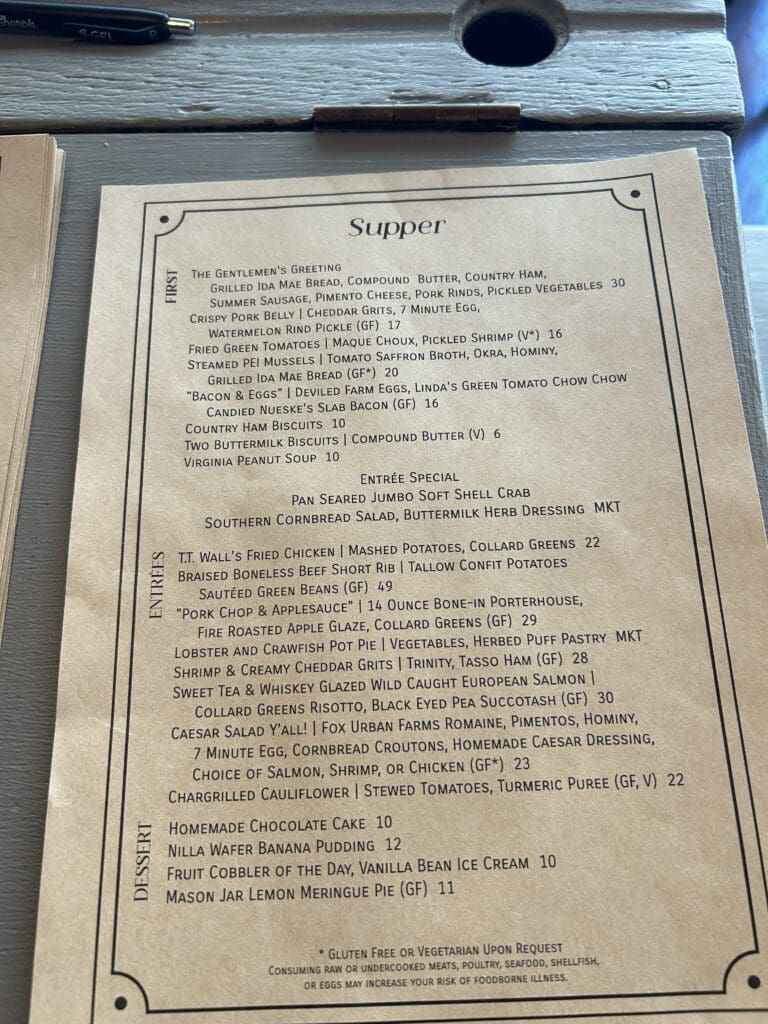 Supper
FIRST
The Gentlemen's Greeting
Grilled Ida Mae Bread, Compound Butter, Country Ham,
Summer Sausage, Pimento Cheese, Pork Rinds, Pickled Vegetables 30
Crispy Pork Belly | Cheddar Grits, 7 Minute Egg,
Watermelon Rind Pickle (GF) 17
Fried Green Tomatoes | Maque Choux, Pickled Shrimp (V*) 16
Steamed PEI Mussels | Tomato Saffron Broth, Okra, Hominy,
Grilled Ida Mae Bread (GF*) 20
"Bacon & Eggs" | Deviled Farm Eggs, Linda's Green Tomato Chow Chow
Candied Nueske's Slab Bacon (GF) 16
Country Ham Biscuits 10
Two Buttermilk Biscuits | Compound Butter (V) 6
Virginia Peanut Soup 10
Entrée Special
Pan Seared Jumbo Soft Shell Crab
Southern Cornbread Salad, Buttermilk Herb Dressing MKT
ENTRÉES
T.T. Wall's Fried Chicken | Mashed Potatoes, Collard Greens 22
Braised Boneless Beef Short Rib | Tallow Confit Potatoes
Sautéed Green Beans (GF) 49
"Pork Chop & Applesauce" | 14 Ounce Bone-in Porterhouse,
Fire Roasted Apple Glaze, Collard Greens (GF) 29
Lobster and Crawfish Pot Pie | Vegetables, Herbed Puff Pastry MKT
Shrimp & Creamy Cheddar Grits | Trinity, Tasso Ham (GF) 28
Sweet Tea & Whiskey Glazed Wild Caught European Salmon |
Collard Greens Risotto, Black Eyed Pea Succotash (GF) 30
Caesar Salad Y'all! | Fox Urban Farms Romaine, Pimentos, Hominy,
7 Minute Egg, Cornbread Croutons, Homemade Caesar Dressing,
Choice of Salmon, Shrimp, or Chicken (GF*) 23
Chargrilled Cauliflower | Stewed Tomatoes, Turmeric Puree (GF, V) 22
DESSERT
Homemade Chocolate Cake 10
Nilla Wafer Banana Pudding 12
Fruit Cobbler of the Day, Vanilla Bean Ice Cream 10
Mason Jar Lemon Meringue Pie (GF) 11
* Gluten Free or Vegetarian Upon Request
Consuming raw or undercooked meats, poultry, seafood, shellfish,
or eggs may increase your risk of foodborne illness.